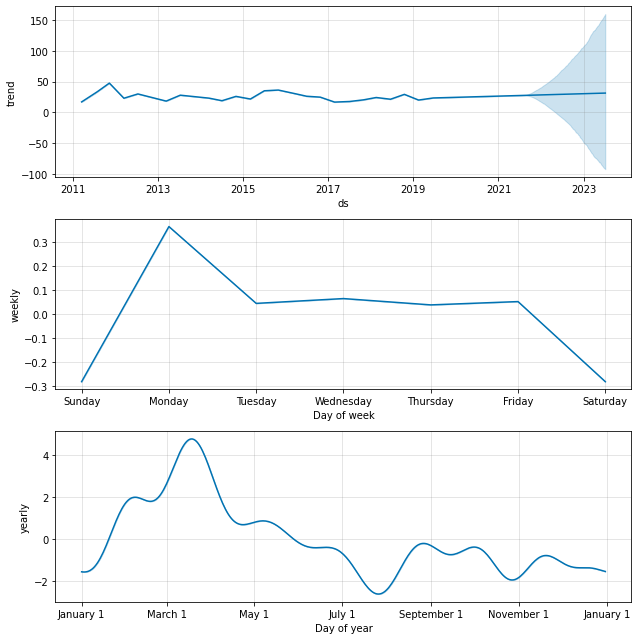 150
100
50
0
−50
−100
trend
2011 2013 2015 2017 2019 2021 2023
ds
0.3
0.2
0.1
0.0
−0.1
−0.2
−0.3
weekly
Sunday Monday Tuesday Wednesday Thursday Friday Saturday
Day of week
4
2
0
−2
yearly
January 1 March 1 May 1 July 1 September 1 November 1 January 1
Day of year